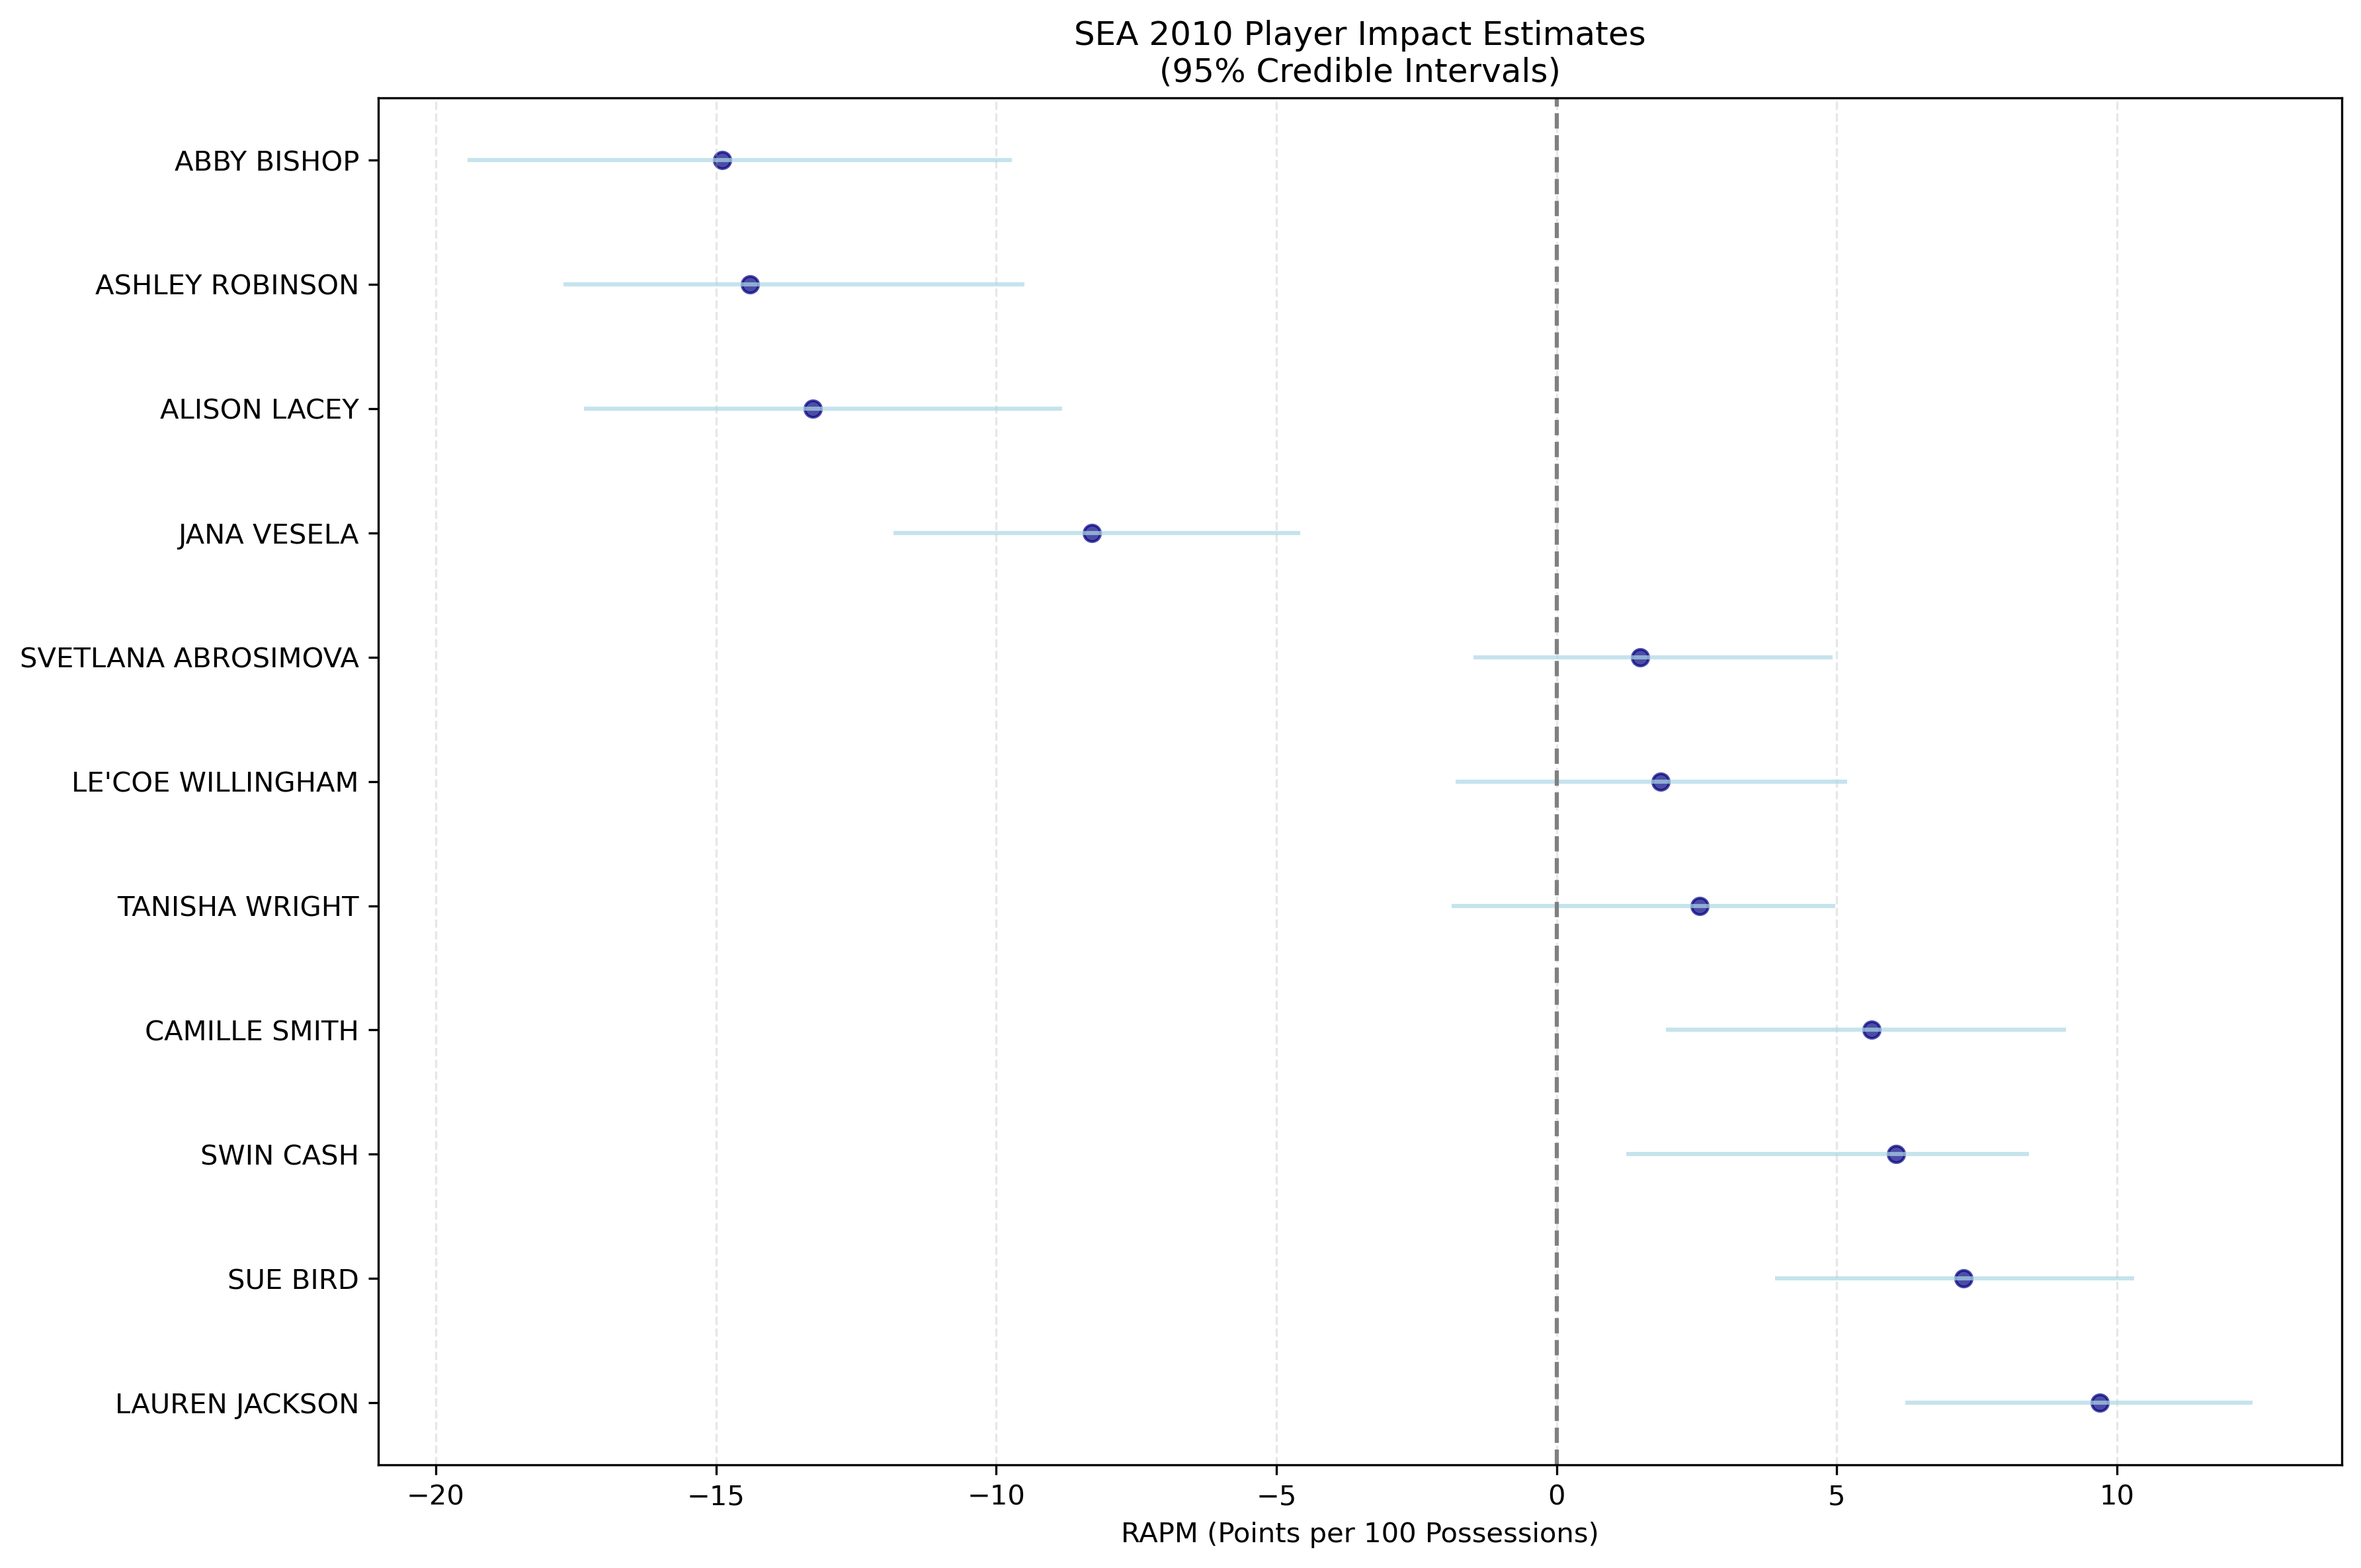 SEA 2010 Player Impact Estimates
(95% Credible Intervals)
ABBY BISHOP
ASHLEY ROBINSON
ALISON LACEY
JANA VESELA
SVETLANA ABROSIMOVA
LE'COE WILLINGHAM
TANISHA WRIGHT
CAMILLE SMITH
SWIN CASH
SUE BIRD
LAUREN JACKSON
−20 −15 −10 −5 0 5 10
RAPM (Points per 100 Possessions)